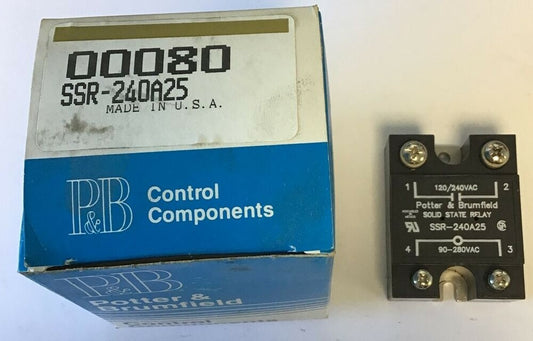 00080
SSR-240A25
MADE IN U.S.A.
P&B
Control
Components
P&B
Potter &
Brumfield
Control
1 120/240VAC 2
Potter & Brumfield
SOLID STATE RELAY
SSR-240A25
4 90-280VAC 3